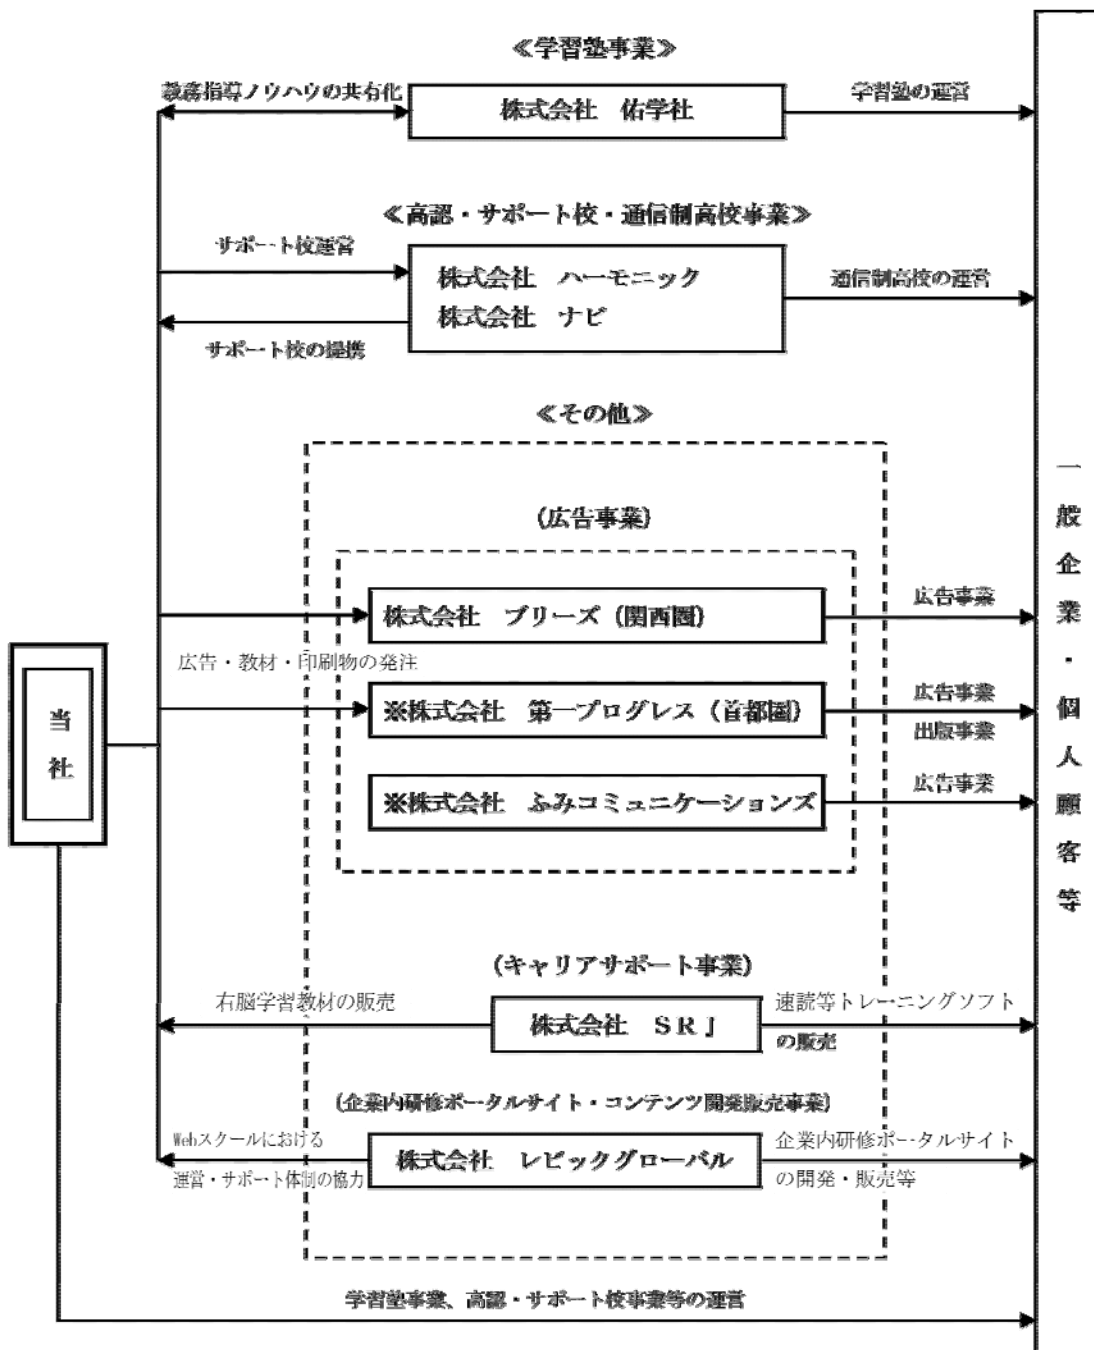 ≪学習塾事業≫
教務指導ノウハウの共有化
株式会社 佑学社
学習塾の運営
≪高認・サポート校・通信制高校事業≫
サポート校運営
株式会社 ハーモニック
株式会社 ナビ
通信制高校の運営
サポート校の提携
≪その他≫
(広告事業)
株式会社 ブリーズ(関西圏)
広告事業
広告・教材・印刷物の発注
※株式会社 第一プログレス(首都圏)
広告事業
出版事業
※株式会社 ふみコミュニケーションズ
広告事業
当社
一般企業・個人顧客等
(キャリアサポート事業)
右脳学習教材の販売
株式会社 SRJ
速読等トレーニングソフト
の販売
(企業内研修ポータルサイト・コンテンツ開発販売事業)
Webスクールにおける
運営・サポート体制の協力
株式会社 レビックグローバル
企業内研修ポータルサイト
の開発・販売等
学習塾事業、高認・サポート校事業等の運営